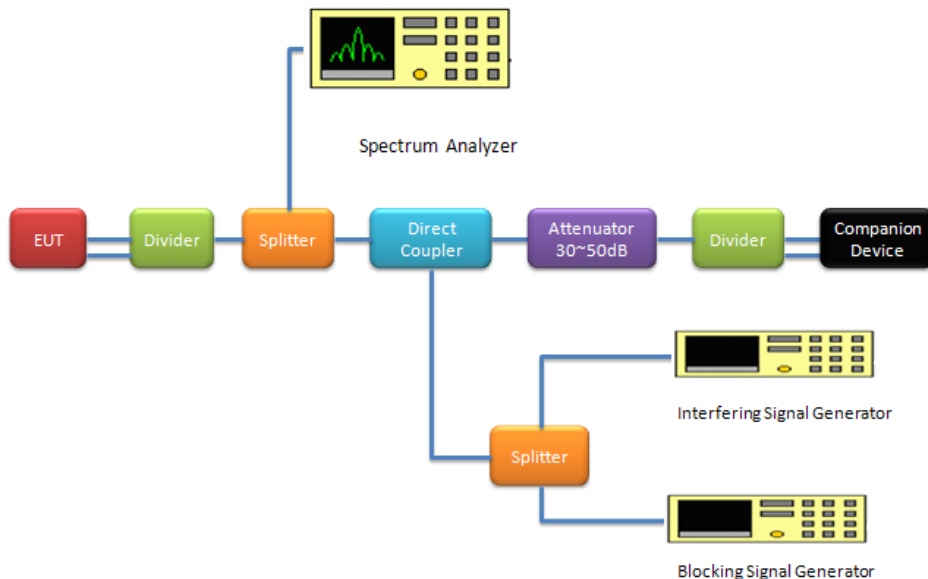 Spectrum Analyzer
EUT
Divider
Splitter
Direct
Coupler
Attenuator
30~50dB
Divider
Companion
Device
Interfering Signal Generator
Splitter
Blocking Signal Generator